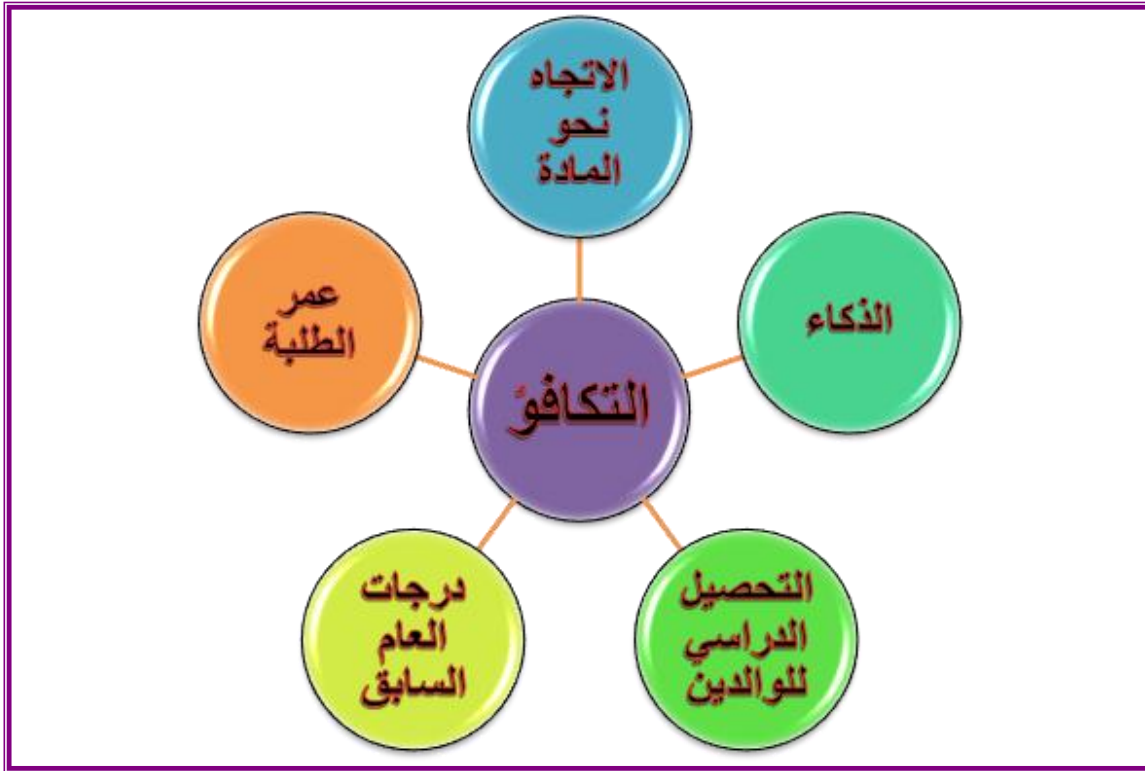 الاتجاه
نحو
المادة
الذكاء
عمر
الطلبة
التكافؤ
التحصيل
الدراسي
للوالدين
درجات
العام
السابق